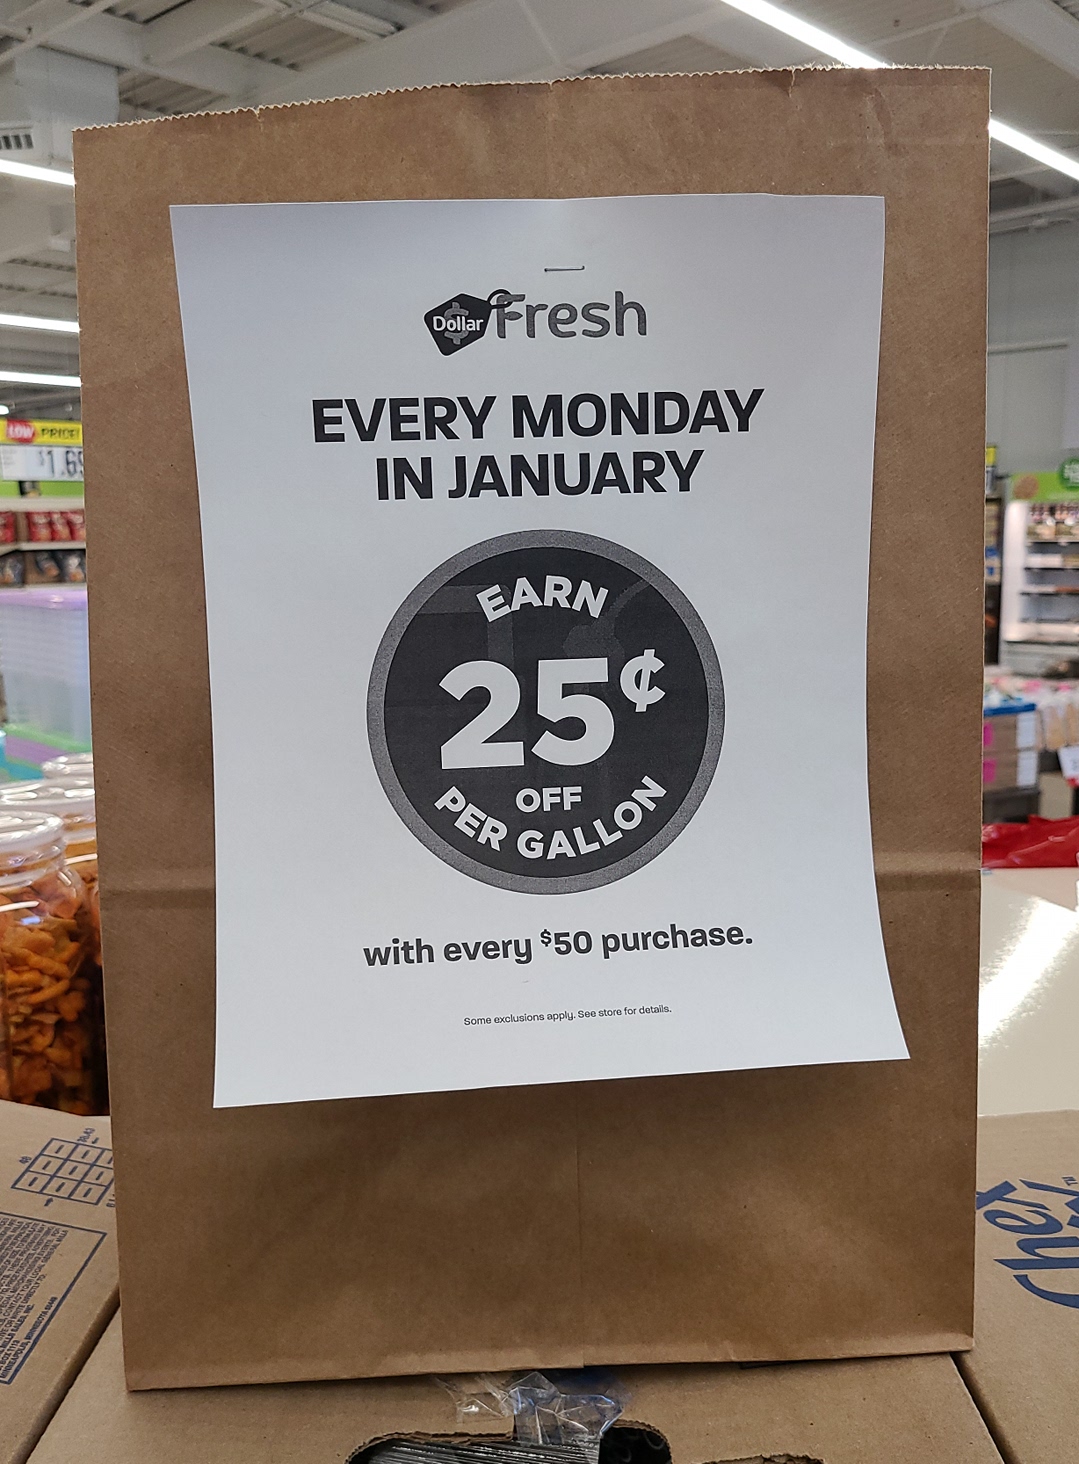 Dollar Fresh
EVERY MONDAY
IN JANUARY
EARN
25¢
OFF
PER GALLON
with every $50 purchase.
Some exclusions apply. See store for details.
LOW PRICE!
$1.69
Chex™